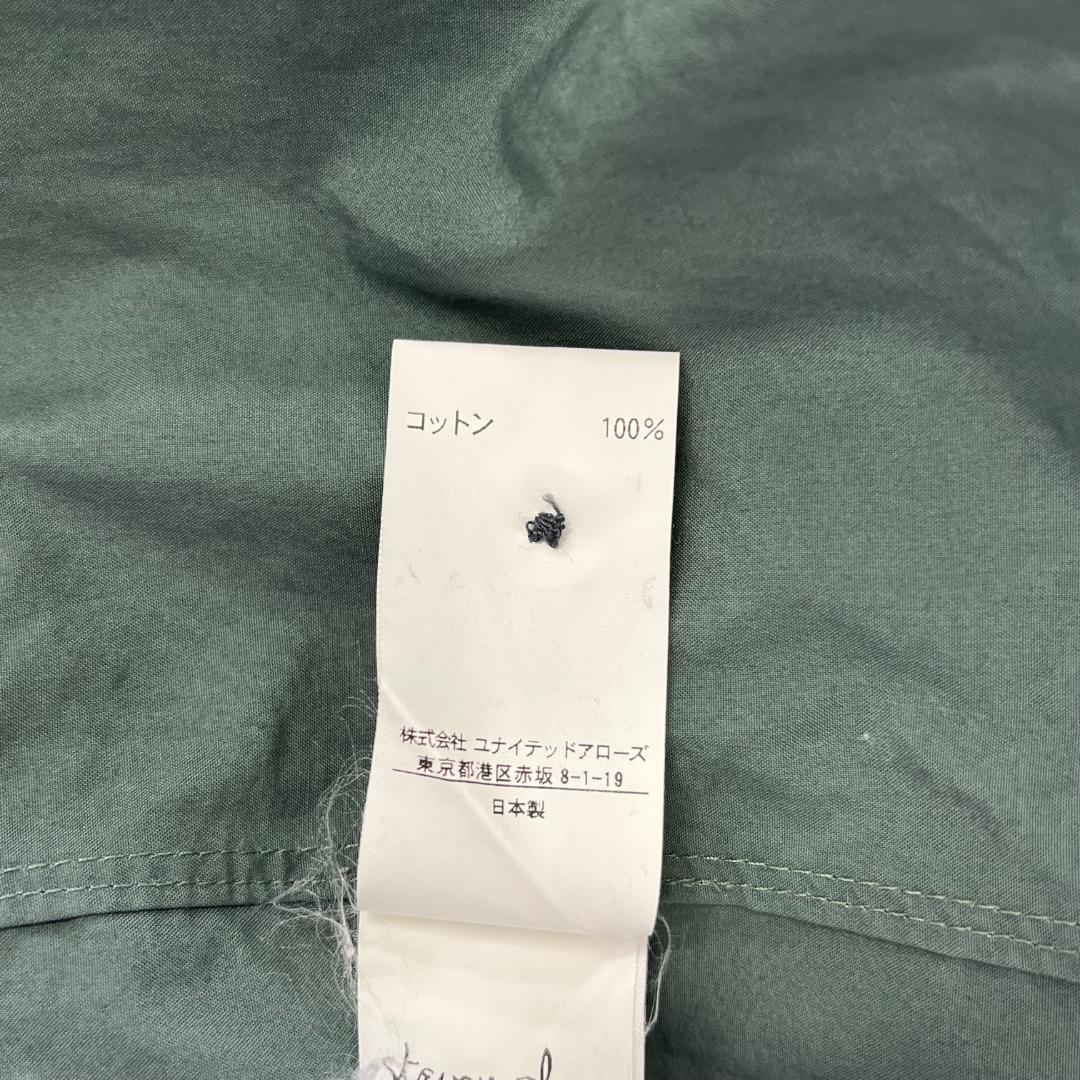 コットン 100%
株式会社 ユナイテッドアローズ
東京都港区赤坂 8-1-19
日本製